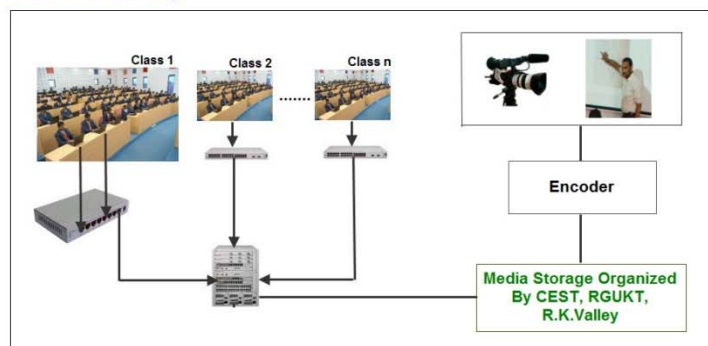 Class 1
Class 2
Class n
Encoder
Media Storage Organized
By CEST, RGUKT,
R.K.Valley